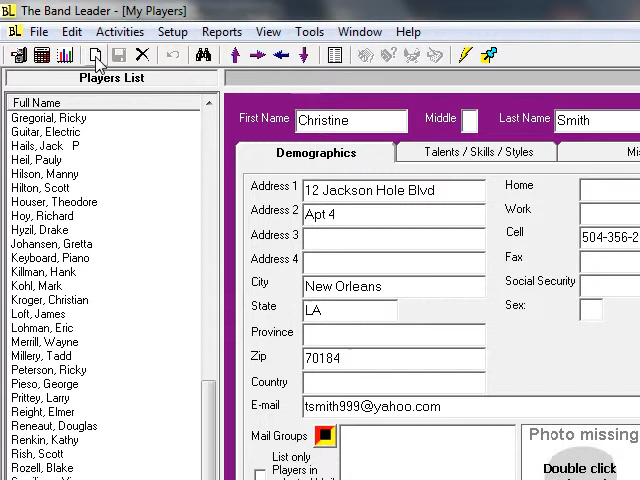 BL The Band Leader - [My Players]
BL File Edit Activities Setup Reports View Tools Window Help
Players List
Full Name
Gregorial, Ricky
Guitar, Electric
Hails, Jack P
Heil, Pauly
Hilson, Manny
Hilton, Scott
Houser, Theodore
Hoy, Richard
Hyzil, Drake
Johansen, Gretta
Keyboard, Piano
Killman, Hank
Kohl, Mark
Kroger, Christian
Loft, James
Lohman, Eric
Merrill, Wayne
Millery, Tadd
Peterson, Ricky
Pieso, George
Prittey, Larry
Reight, Elmer
Reneaut, Douglas
Renkin, Kathy
Rish, Scott
Rozell, Blake
First Name Christine Middle Last Name Smith
Demographics Talents / Skills / Styles
Address 1 12 Jackson Hole Blvd
Address 2 Apt 4
Address 3
Address 4
City New Orleans
State LA
Province
Zip 70184
Country
E-mail tsmith999@yahoo.com
Home
Work
Cell 504-356-2
Fax
Social Security
Sex:
Mail Groups
List only
Players in
Photo missing
Double click